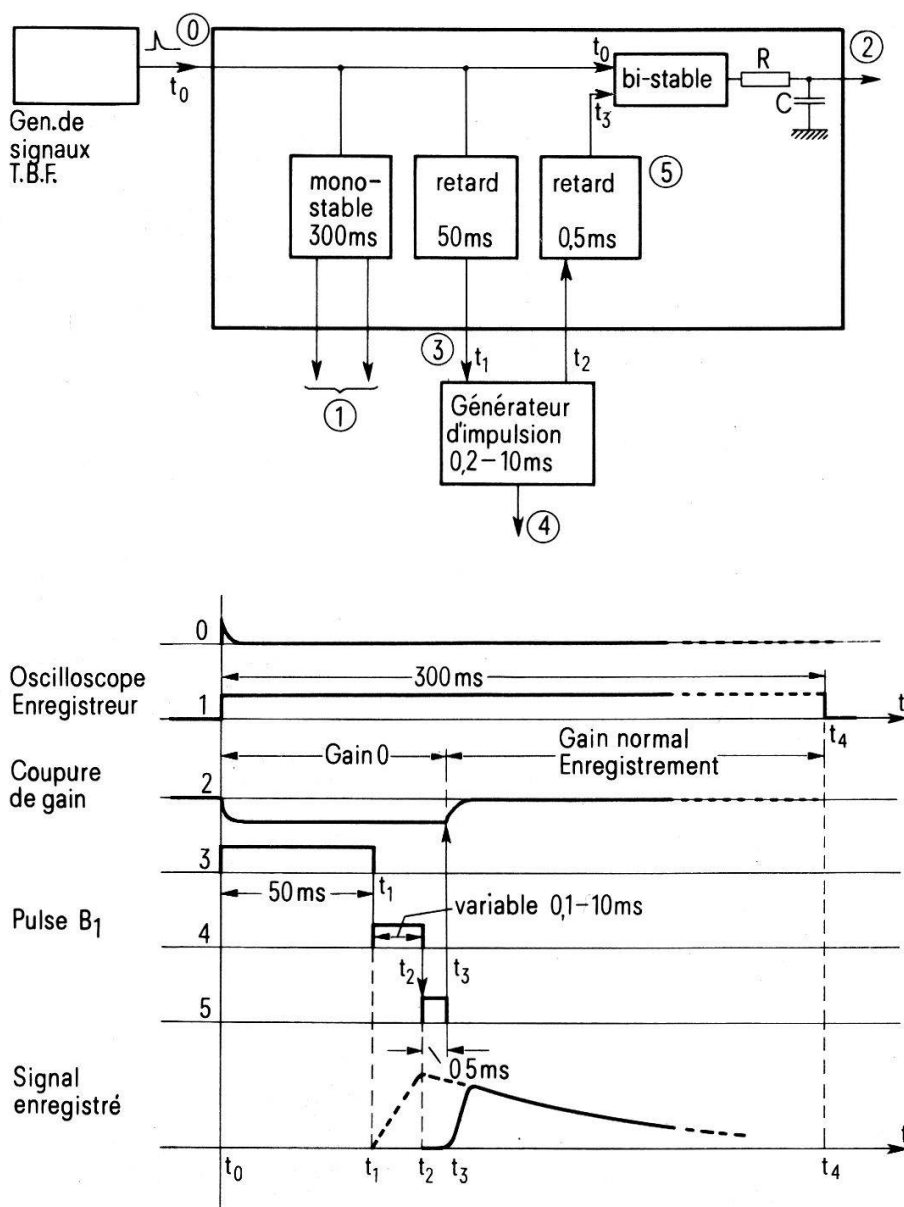 0
t0
Gen.de
signaux
T.B.F.
t0
t3
bi-stable
R
C
2
mono-
stable
300ms
retard
50ms
retard
0,5ms
5
3
t1
t2
1
Générateur
d'impulsion
0,2-10ms
4
0
Oscilloscope
Enregistreur
1
300ms
t
t4
Coupure
de gain
2
Gain 0
Gain normal
Enregistrement
3
50ms
t1
Pulse B1
4
variable 0,1-10ms
t2
t3
5
0 5ms
Signal
enregistré
t
t0
t1
t2
t3
t4